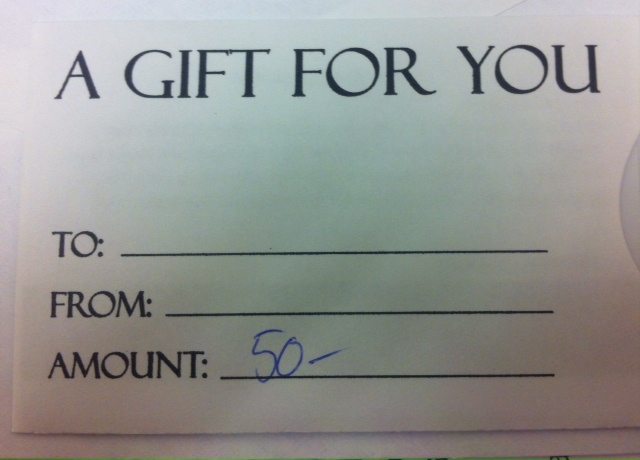 A GIFT FOR YOU
TO:
FROM:
AMOUNT: 50-